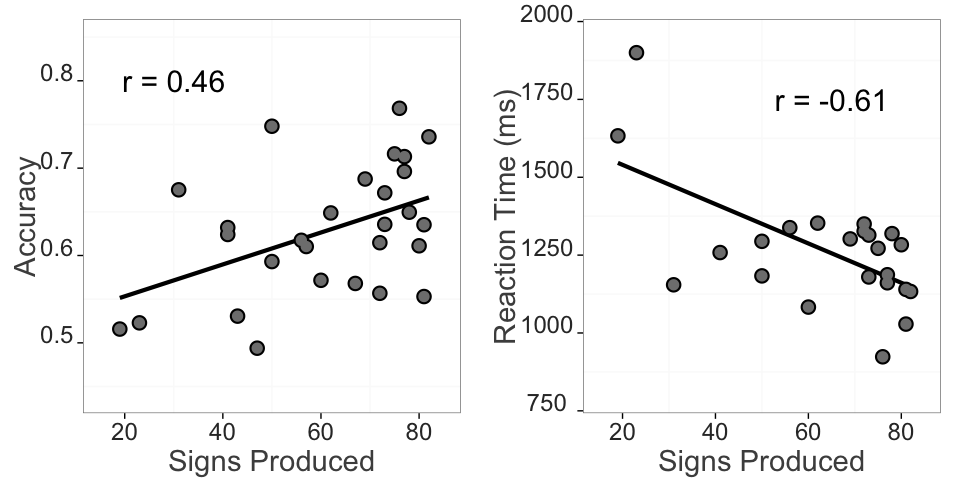 Accuracy
0.8
0.7
0.6
0.5
r = 0.46
20 40 60 80
Signs Produced
Reaction Time (ms)
2000
1750
1500
1250
1000
750
r = -0.61
20 40 60 80
Signs Produced